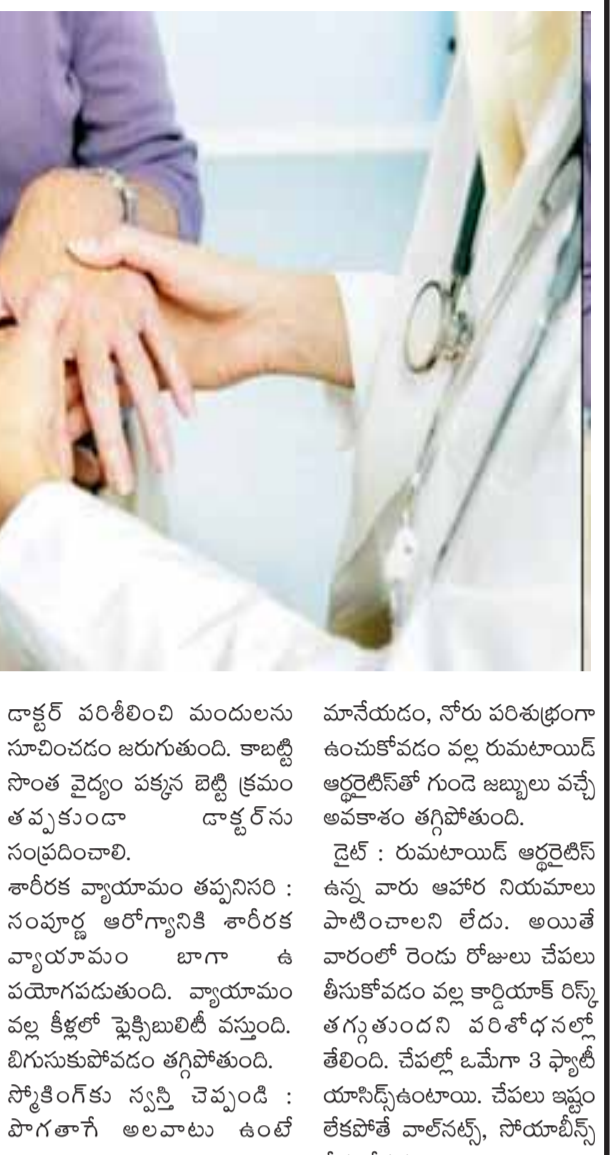 డాక్టర్ పరిశీలించి మందులను
సూచించడం జరుగుతుంది. కాబట్టి
సొంత వైద్యం పక్కన బెట్టి క్రమం
తవ్పకుండా డాక్టర్‌ను
సంప్రదించాలి.
శారీరక వ్యాయామం తప్పనిసరి :
సంపూర్ణ ఆరోగ్యానికి శారీరక
వ్యాయామం బాగా ఉ
పయోగపడుతుంది. వ్యాయామం
వల్ల కీళ్లలో ఫ్లెక్సిబులిటీ వస్తుంది.
బిగుసుకుపోవడం తగ్గిపోతుంది.
స్మోకింగ్‌కు స్వస్తి చెప్పండి :
పొగతాగే అలవాటు ఉంటే
మానేయడం, నోరు పరిశుభ్రంగా
ఉంచుకోవడం వల్ల రుమటాయిడ్
ఆర్థరైటిస్‌తో గుండె జబ్బులు వచ్చే
అవకాశం తగ్గిపోతుంది.
డైట్ : రుమటాయిడ్ ఆర్థరైటిస్
ఉన్న వారు ఆహార నియమాలు
పాటించాలని లేదు. అయితే
వారంలో రెండు రోజులు చేపలు
తీసుకోవడం వల్ల కార్డియాక్ రిస్క్
తగ్గుతుందని వరిశోధనల్లో
తేలింది. చేపల్లో ఒమేగా 3 ఫ్యాటీ
యాసిడ్స్‌ఉంటాయి. చేపలు ఇష్టం
లేకపోతే వాల్‌నట్స్, సోయాబీన్స్